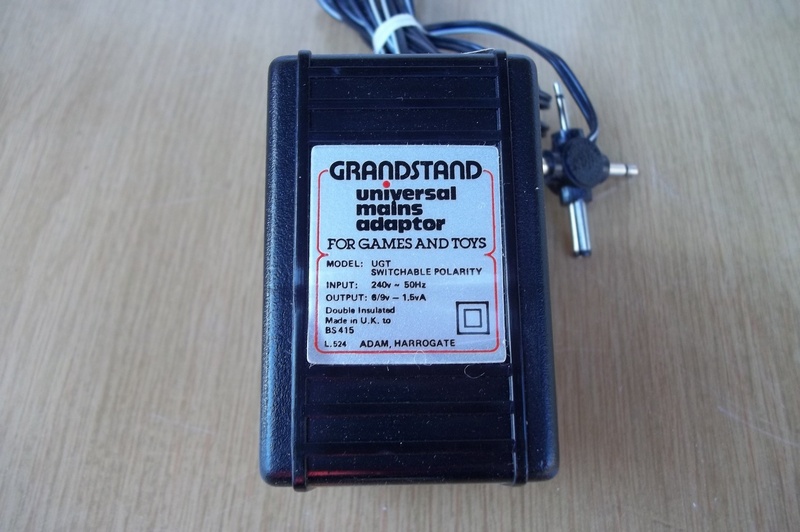 GRANDSTAND
universal
mains
adaptor
FOR GAMES AND TOYS
MODEL: UGT
SWITCHABLE POLARITY
INPUT: 240v ~ 50Hz
OUTPUT: 6/9v – 1.5vA
Double Insulated
Made in U.K. to
BS 415
L.524 ADAM, HARROGATE